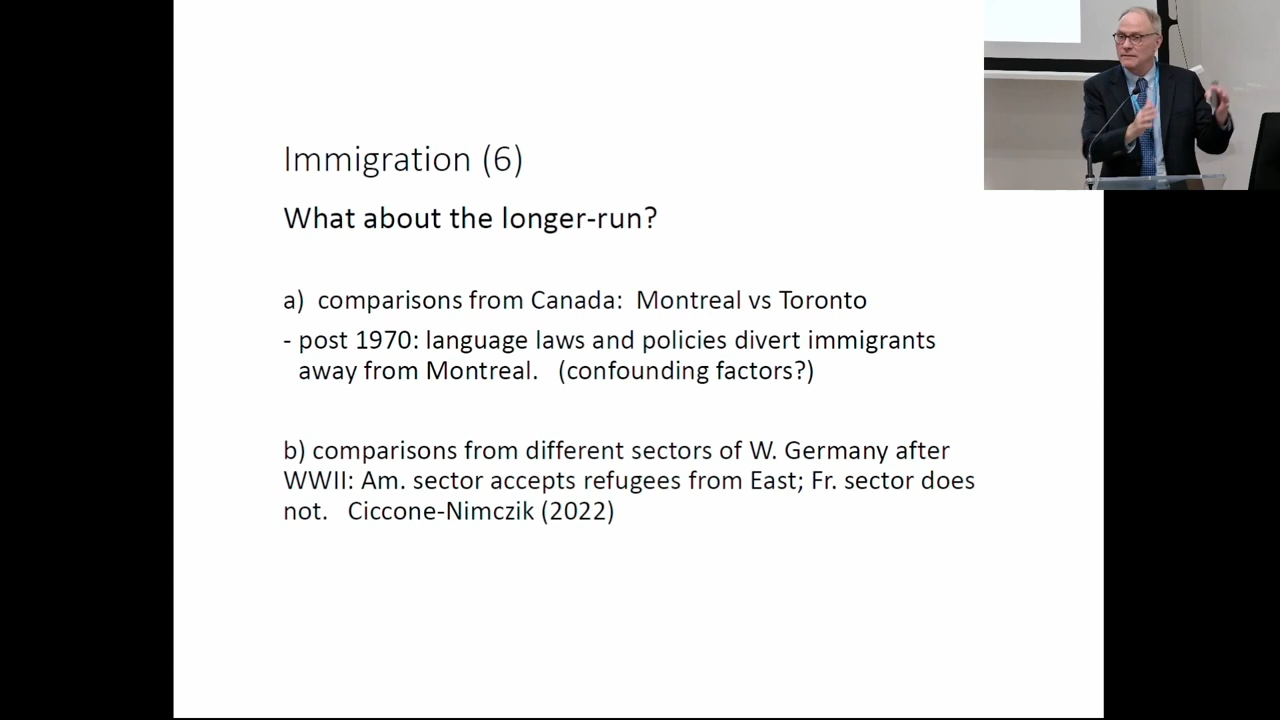 Immigration (6)
What about the longer-run?
a)  comparisons from Canada:  Montreal vs Toronto
- post 1970: language laws and policies divert immigrants
away from Montreal.   (confounding factors?)
b) comparisons from different sectors of W. Germany after
WWII: Am. sector accepts refugees from East; Fr. sector does
not.   Ciccone-Nimczik (2022)